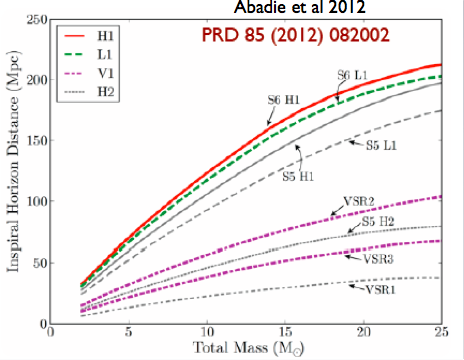 Abadie et al 2012
PRD 85 (2012) 082002
H1
L1
V1
H2
250
200
150
100
50
0
Inspiral Horizon Distance (Mpc)
S6 H1
S6 L1
S5 H1
S5 L1
VSR2
S5 H2
VSR3
VSR1
0 5 10 15 20 25
Total Mass (M⊙)